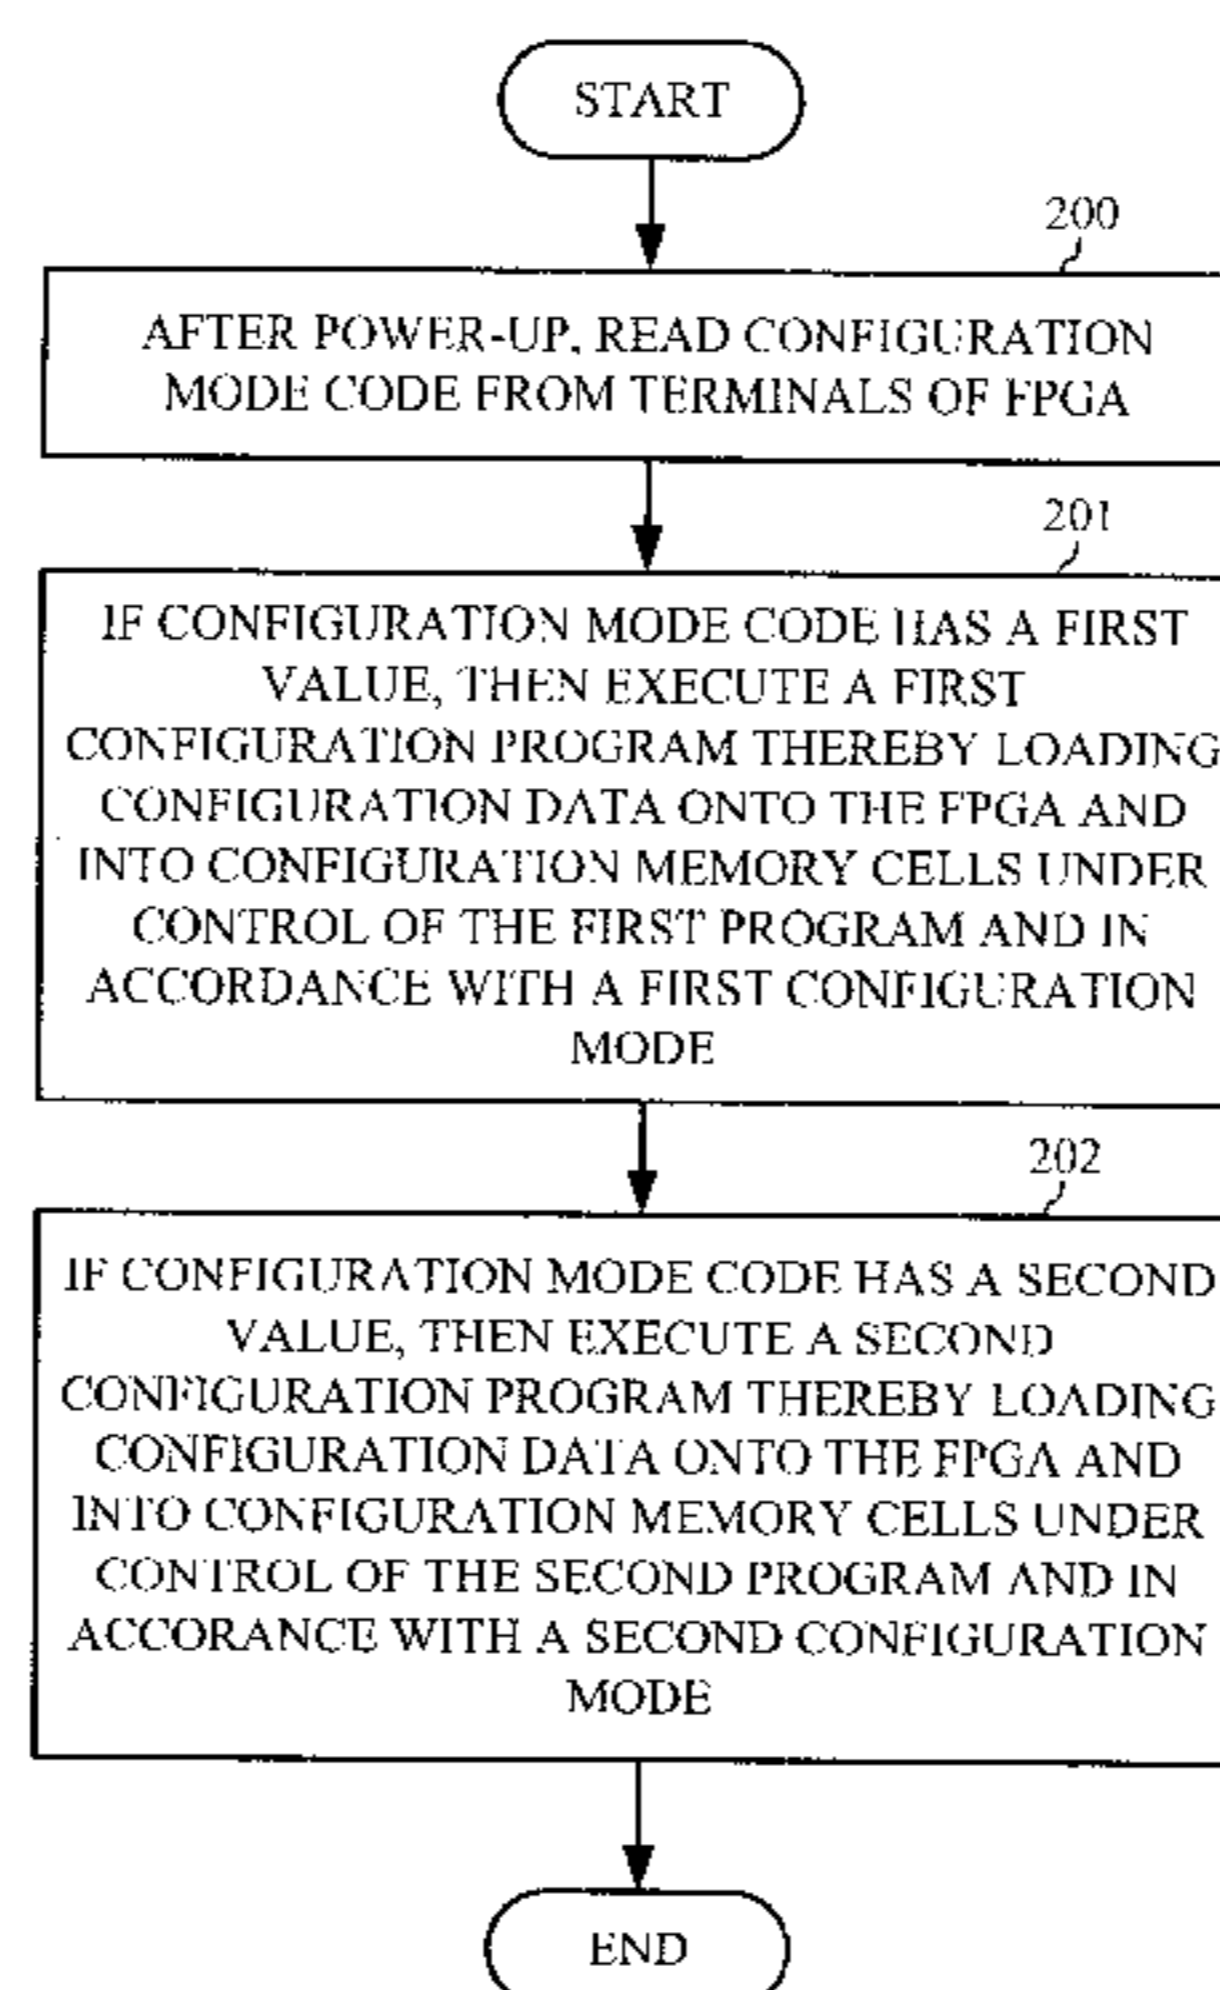 START
200
AFTER POWER-UP, READ CONFIGURATION
MODE CODE FROM TERMINALS OF FPGA
201
IF CONFIGURATION MODE CODE HAS A FIRST
VALUE, THEN EXECUTE A FIRST
CONFIGURATION PROGRAM THEREBY LOADING
CONFIGURATION DATA ONTO THE FPGA AND
INTO CONFIGURATION MEMORY CELLS UNDER
CONTROL OF THE FIRST PROGRAM AND IN
ACCORDANCE WITH A FIRST CONFIGURATION
MODE
202
IF CONFIGURATION MODE CODE HAS A SECOND
VALUE, THEN EXECUTE A SECOND
CONFIGURATION PROGRAM THEREBY LOADING
CONFIGURATION DATA ONTO THE FPGA AND
INTO CONFIGURATION MEMORY CELLS UNDER
CONTROL OF THE SECOND PROGRAM AND IN
ACCORANCE WITH A SECOND CONFIGURATION
MODE
END